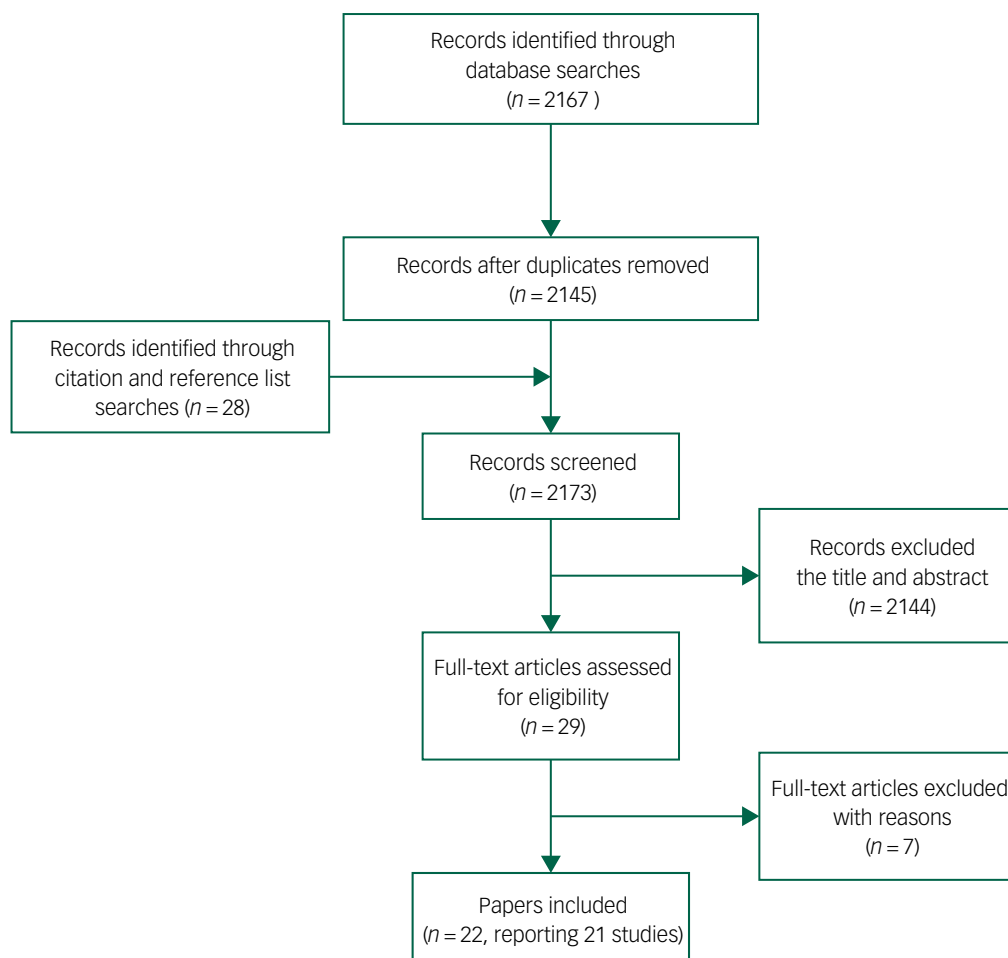 Records identified through
database searches
(n = 2167 )
Records after duplicates removed
(n = 2145)
Records identified through
citation and reference list
searches (n = 28)
Records screened
(n = 2173)
Records excluded
the title and abstract
(n = 2144)
Full-text articles assessed
for eligibility
(n = 29)
Full-text articles excluded
with reasons
(n = 7)
Papers included
(n = 22, reporting 21 studies)